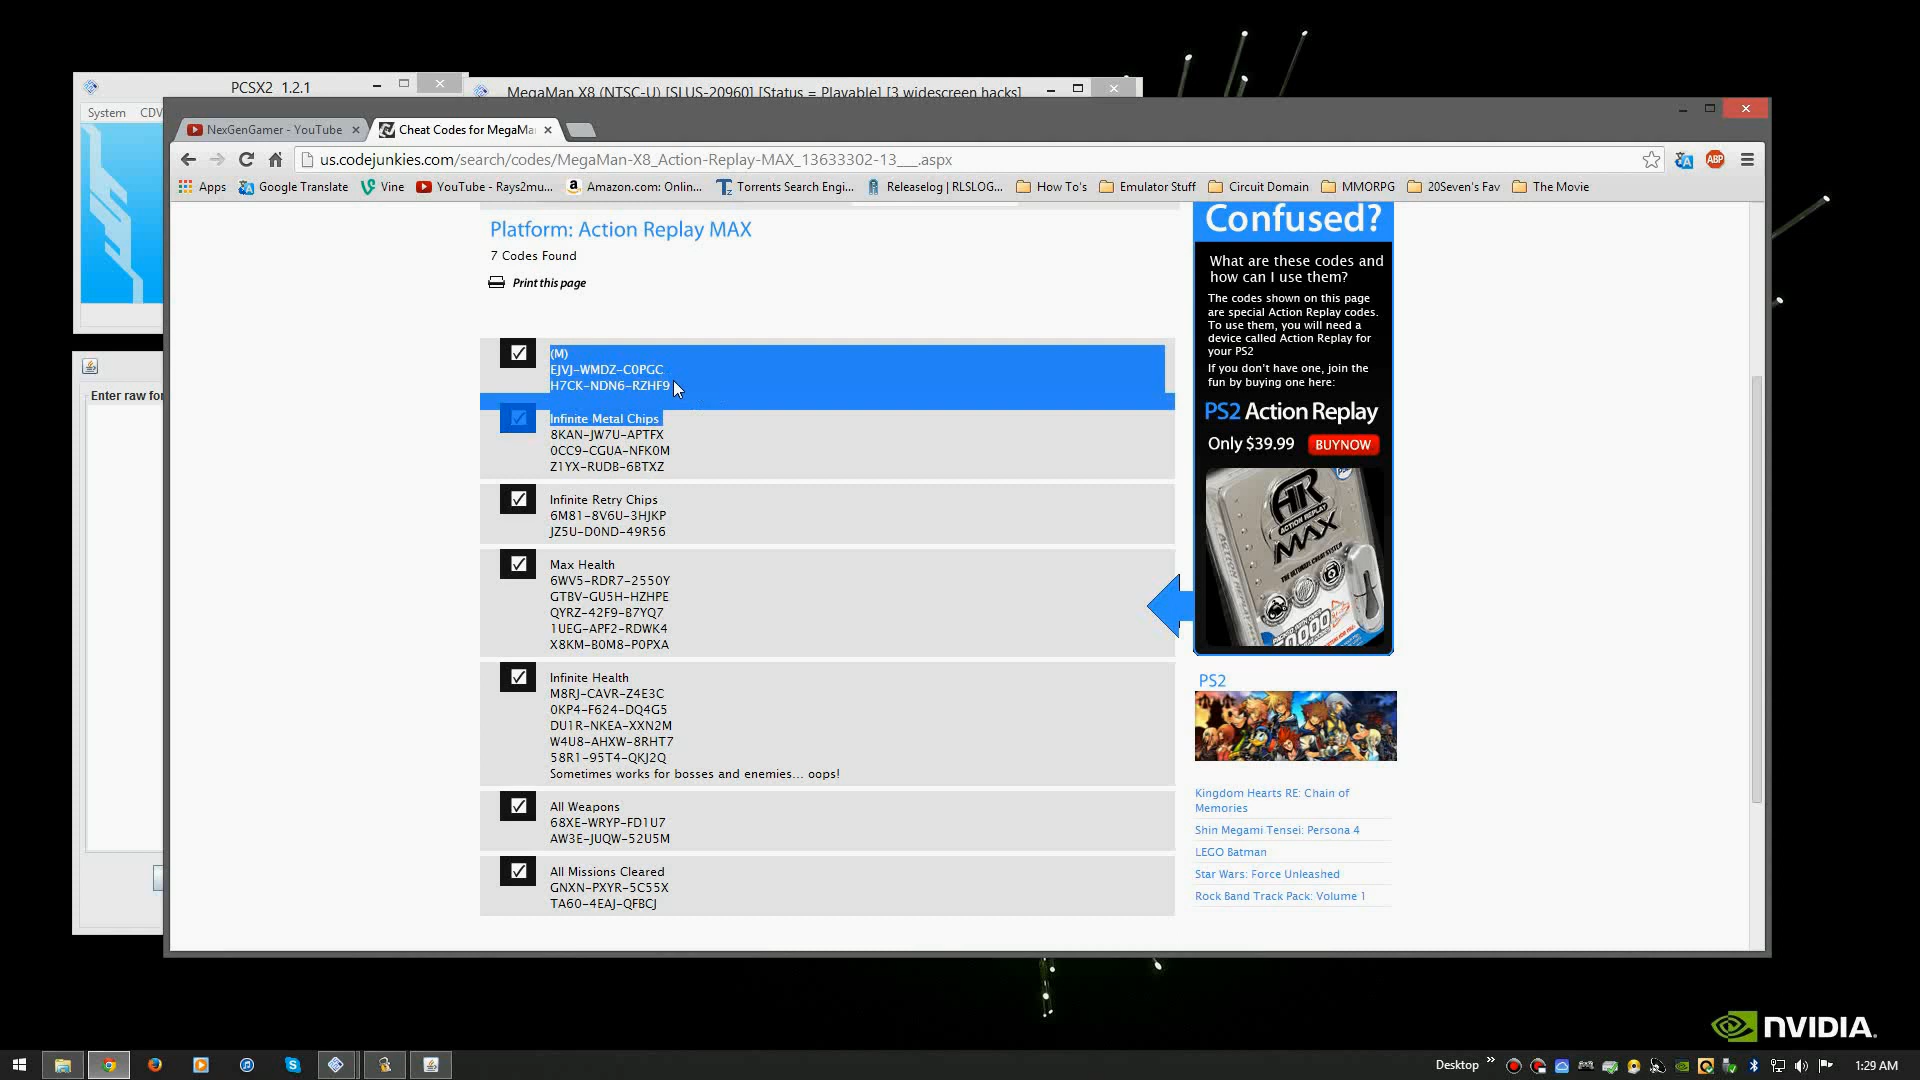 PCSX2 1.2.1
MegaMan X8 (NTSC-U) [SLUS-20960] [Status = Playable] [3 widescreen hacks]
System CDV
NexGenGamer - YouTube
Cheat Codes for MegaMa
us.codejunkies.com/search/codes/MegaMan-X8_Action-Replay-MAX_13633302-13___.aspx
ABP
Apps Google Translate Vine YouTube - Rays2mu... Amazon.com: Onlin... Torrents Search Engi... Releaselog | RLSLOG... How To's Emulator Stuff Circuit Domain MMORPG 20Seven's Fav The Movie
Enter raw for
Platform: Action Replay MAX
7 Codes Found
Print this page
(M)
EJVJ-WMDZ-C0PGC
H7CK-NDN6-RZHF9
Infinite Metal Chips
8KAN-JW7U-APTFX
0CC9-CGUA-NFK0M
Z1YX-RUDB-6BTXZ
Infinite Retry Chips
6M81-8V6U-3HJKP
JZ5U-D0ND-49R56
Max Health
6WV5-RDR7-2550Y
GTBV-GU5H-HZHPE
QYRZ-42F9-B7YQ7
1UEG-APF2-RDWK4
X8KM-B0M8-P0PXA
Infinite Health
M8RJ-CAVR-Z4E3C
0KP4-F624-DQ4G5
DU1R-NKEA-XXN2M
W4U8-AHXW-8RHT7
58R1-95T4-QKJ2Q
Sometimes works for bosses and enemies... oops!
All Weapons
68XE-WRYP-FD1U7
AW3E-JUQW-52U5M
All Missions Cleared
GNXN-PXYR-5C55X
TA60-4EAJ-QFBCJ
Confused?
What are these codes and
how can I use them?
The codes shown on this page
are special Action Replay codes.
To use them, you will need a
device called Action Replay for
your PS2
If you don't have one, join the
fun by buying one here:
PS2 Action Replay
Only $39.99 BUYNOW
AR
ACTION REPLAY
MAX
THE ULTIMATE CHEAT SYSTEM
PS2
Kingdom Hearts RE: Chain of
Memories
Shin Megami Tensei: Persona 4
LEGO Batman
Star Wars: Force Unleashed
Rock Band Track Pack: Volume 1
NVIDIA.
Desktop
1:29 AM